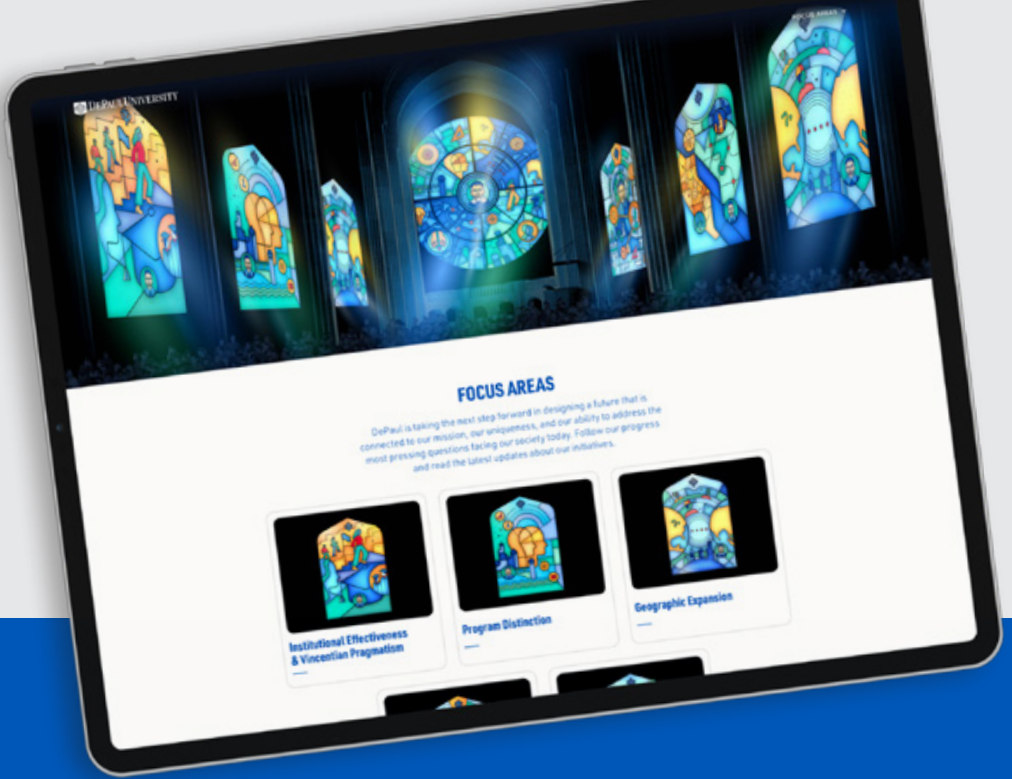 FOCUS AREAS
DEPAUL UNIVERSITY
FOCUS AREAS
DePaul is taking the next step forward in designing a future that is
connected to our mission, our uniqueness, and our ability to address the
most pressing questions facing our society today. Follow our progress
and read the latest updates about our initiatives.
Institutional Effectiveness
& Vincentian Pragmatism
Program Distinction
Geographic Expansion